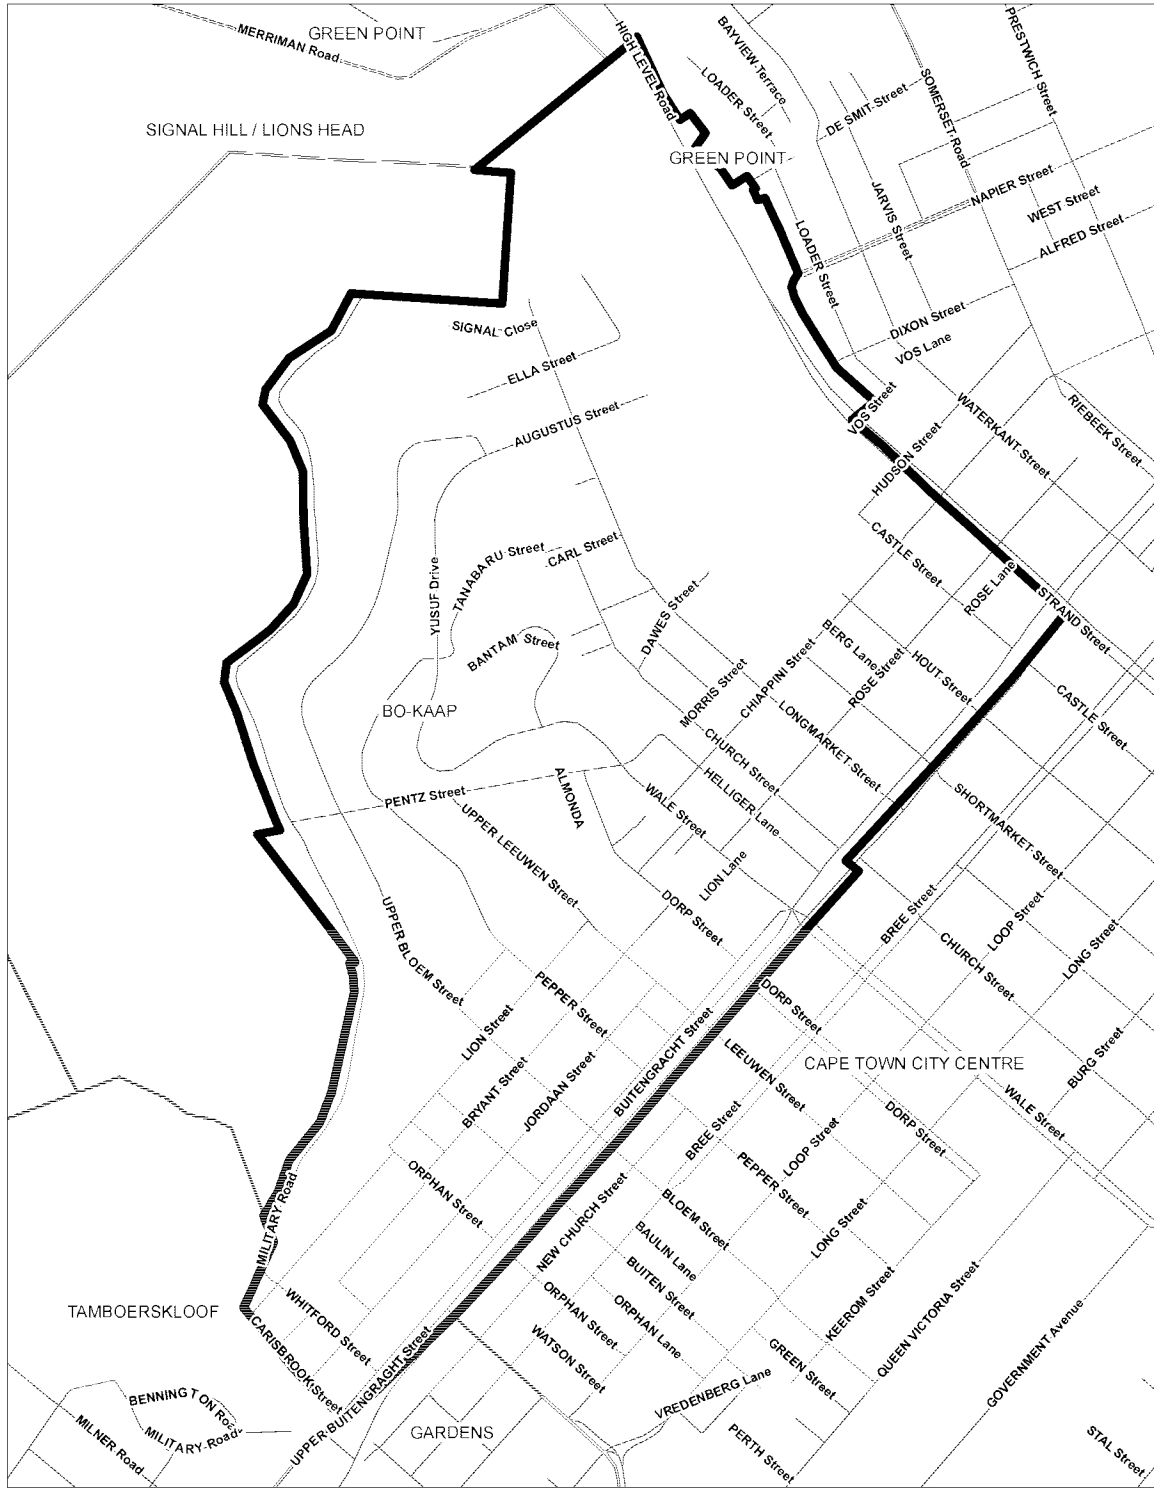 MERRIMAN Road
GREEN POINT
HIGH LEVEL Road
BAYVIEW Terrace
PRESTWICH Street
SOMERSET Road
LOADER Street
DE SMIT Street
SIGNAL HILL / LIONS HEAD
GREEN POINT
JARVIS Street
NAPIER Street
WEST Street
ALFRED Street
LOADER Street
SIGNAL Close
DIXON Street
VOS Lane
ELLA Street
AUGUSTUS Street
VOS Street
WATERKANT Street
RIEBEEK Street
HUDSON Street
CASTLE Street
YUSUF Drive
TANABARU Street
CARL Street
ROSE Lane
STRAND Street
DAWES Street
BANTAM Street
BERG Lane
ROSE Street
HOUT Street
CHIAPPINI Street
MORRIS Street
BO-KAAP
LONGMARKET Street
CASTLE Street
CHURCH Street
HELLIGER Lane
PENTZ Street
ALMONDA
WALE Street
UPPER LEEUWEN Street
SHORTMARKET Street
LION Lane
DORP Street
BREE Street
LOOP Street
LONG Street
CHURCH Street
UPPER BLOEM Street
PEPPER Street
DORP Street
LION Street
BUITENGRACHT Street
LEEUWEN Street
CAPE TOWN CITY CENTRE
BURG Street
WALE Street
BRYANT Street
JORDAAN Street
BREE Street
LOOP Street
DORP Street
ORPHAN Street
PEPPER Street
MILITARY Road
NEW CHURCH Street
BLOEM Street
BAULIN Lane
LONG Street
BUITEN Street
TAMBOERSKLOOF
WHITFORD Street
CARISBROOK Street
ORPHAN Street
ORPHAN Lane
WATSON Street
KEEROM Street
QUEEN VICTORIA Street
GOVERNMENT Avenue
GREEN Street
UPPER BUITENGRAGHT Street
VREDENBERG Lane
BENNINGTON Road
MILITARY Road
MILNER Road
GARDENS
PERTH Street
STAL Street